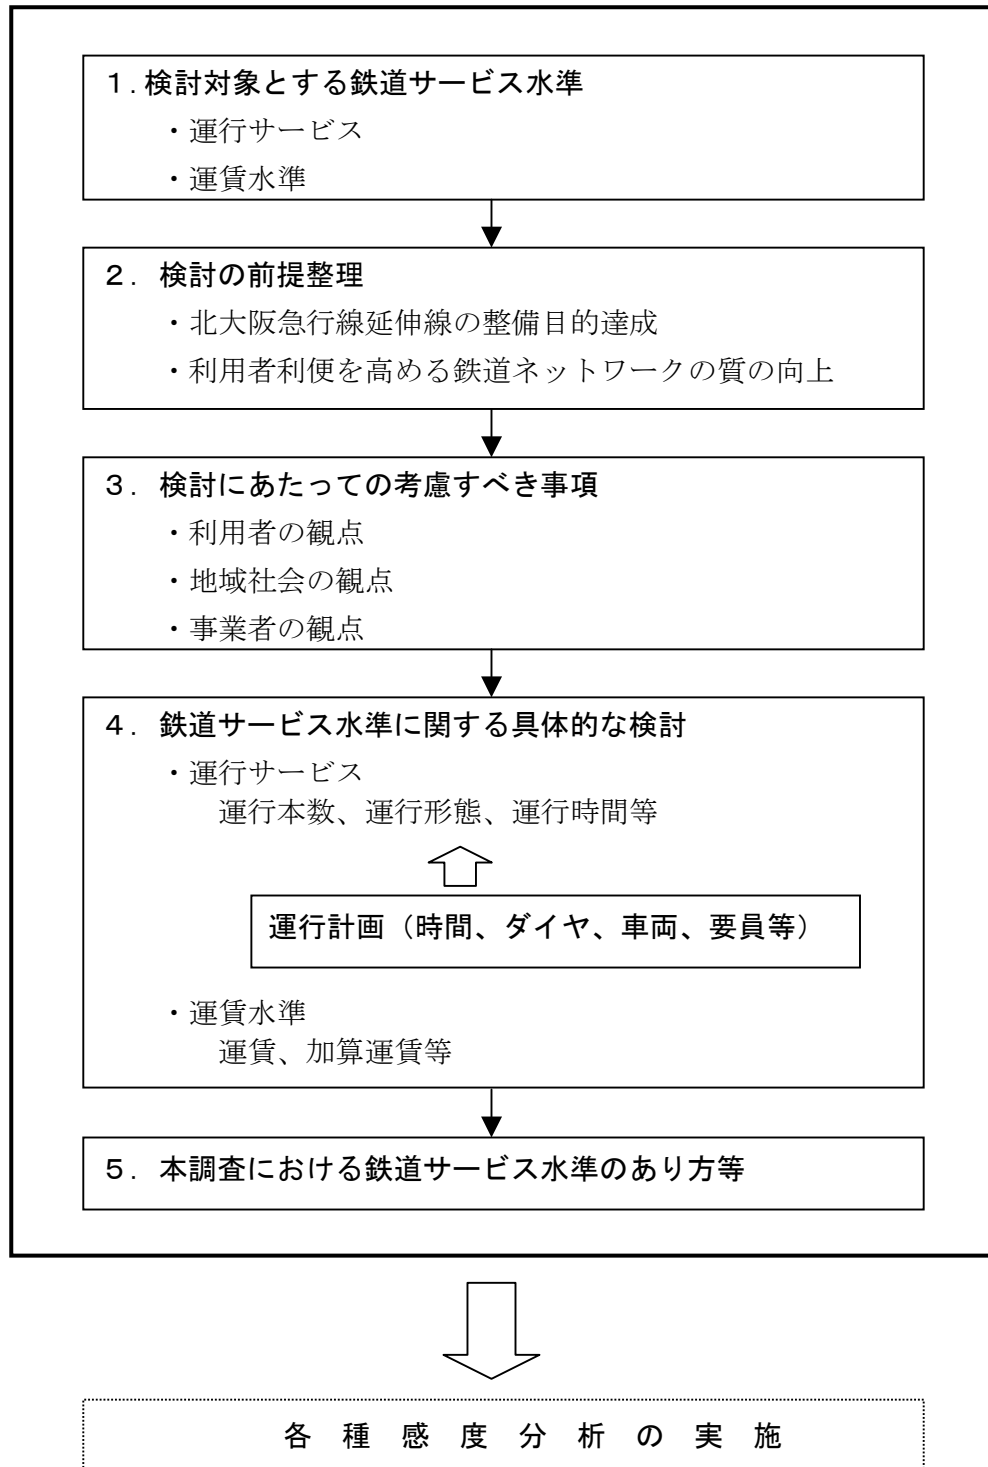 １.検討対象とする鉄道サービス水準
・運行サービス
・運賃水準
２. 検討の前提整理
・北大阪急行線延伸線の整備目的達成
・利用者利便を高める鉄道ネットワークの質の向上
３. 検討にあたっての考慮すべき事項
・利用者の観点
・地域社会の観点
・事業者の観点
４. 鉄道サービス水準に関する具体的な検討
・運行サービス
運行本数、運行形態、運行時間等
運行計画（時間、ダイヤ、車両、要員等）
・運賃水準
運賃、加算運賃等
５. 本調査における鉄道サービス水準のあり方等
各 種 感 度 分 析 の 実 施